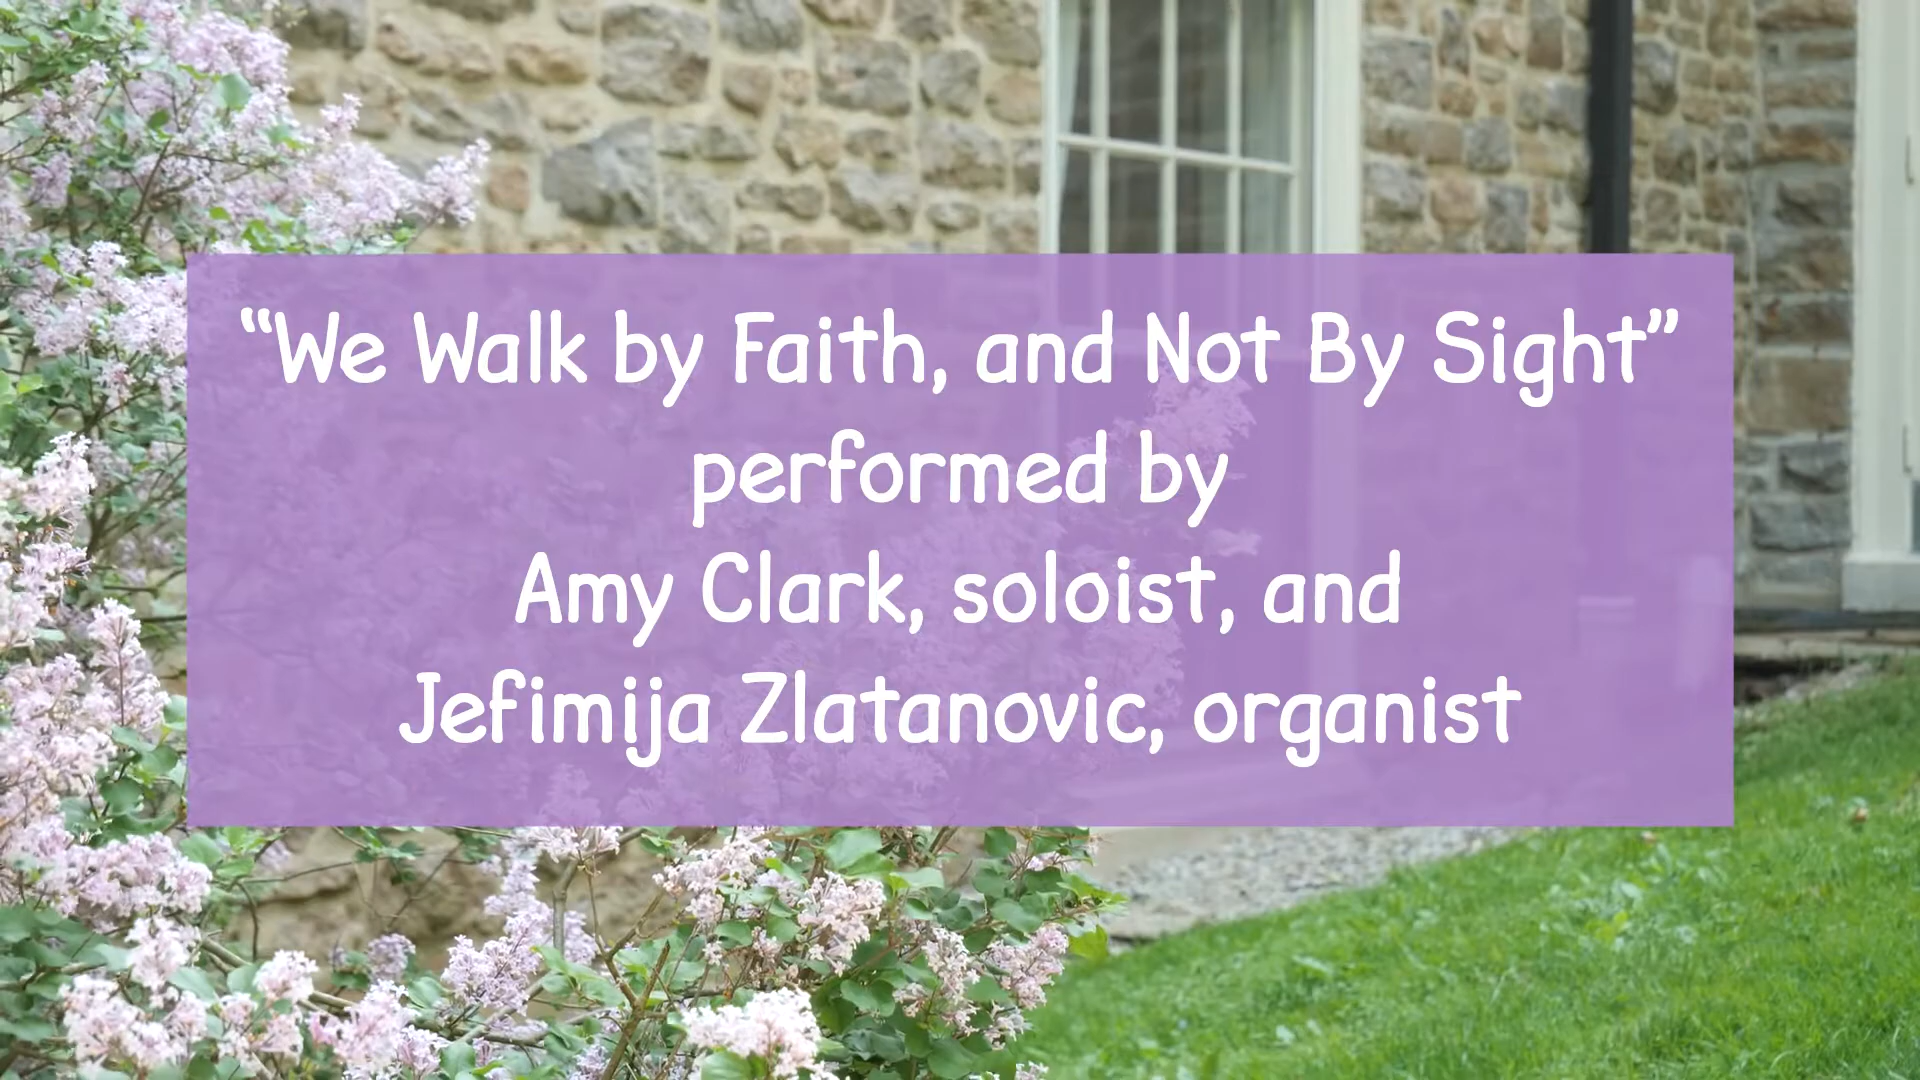 “We Walk by Faith, and Not By Sight”
performed by
Amy Clark, soloist, and
Jefimija Zlatanovic, organist